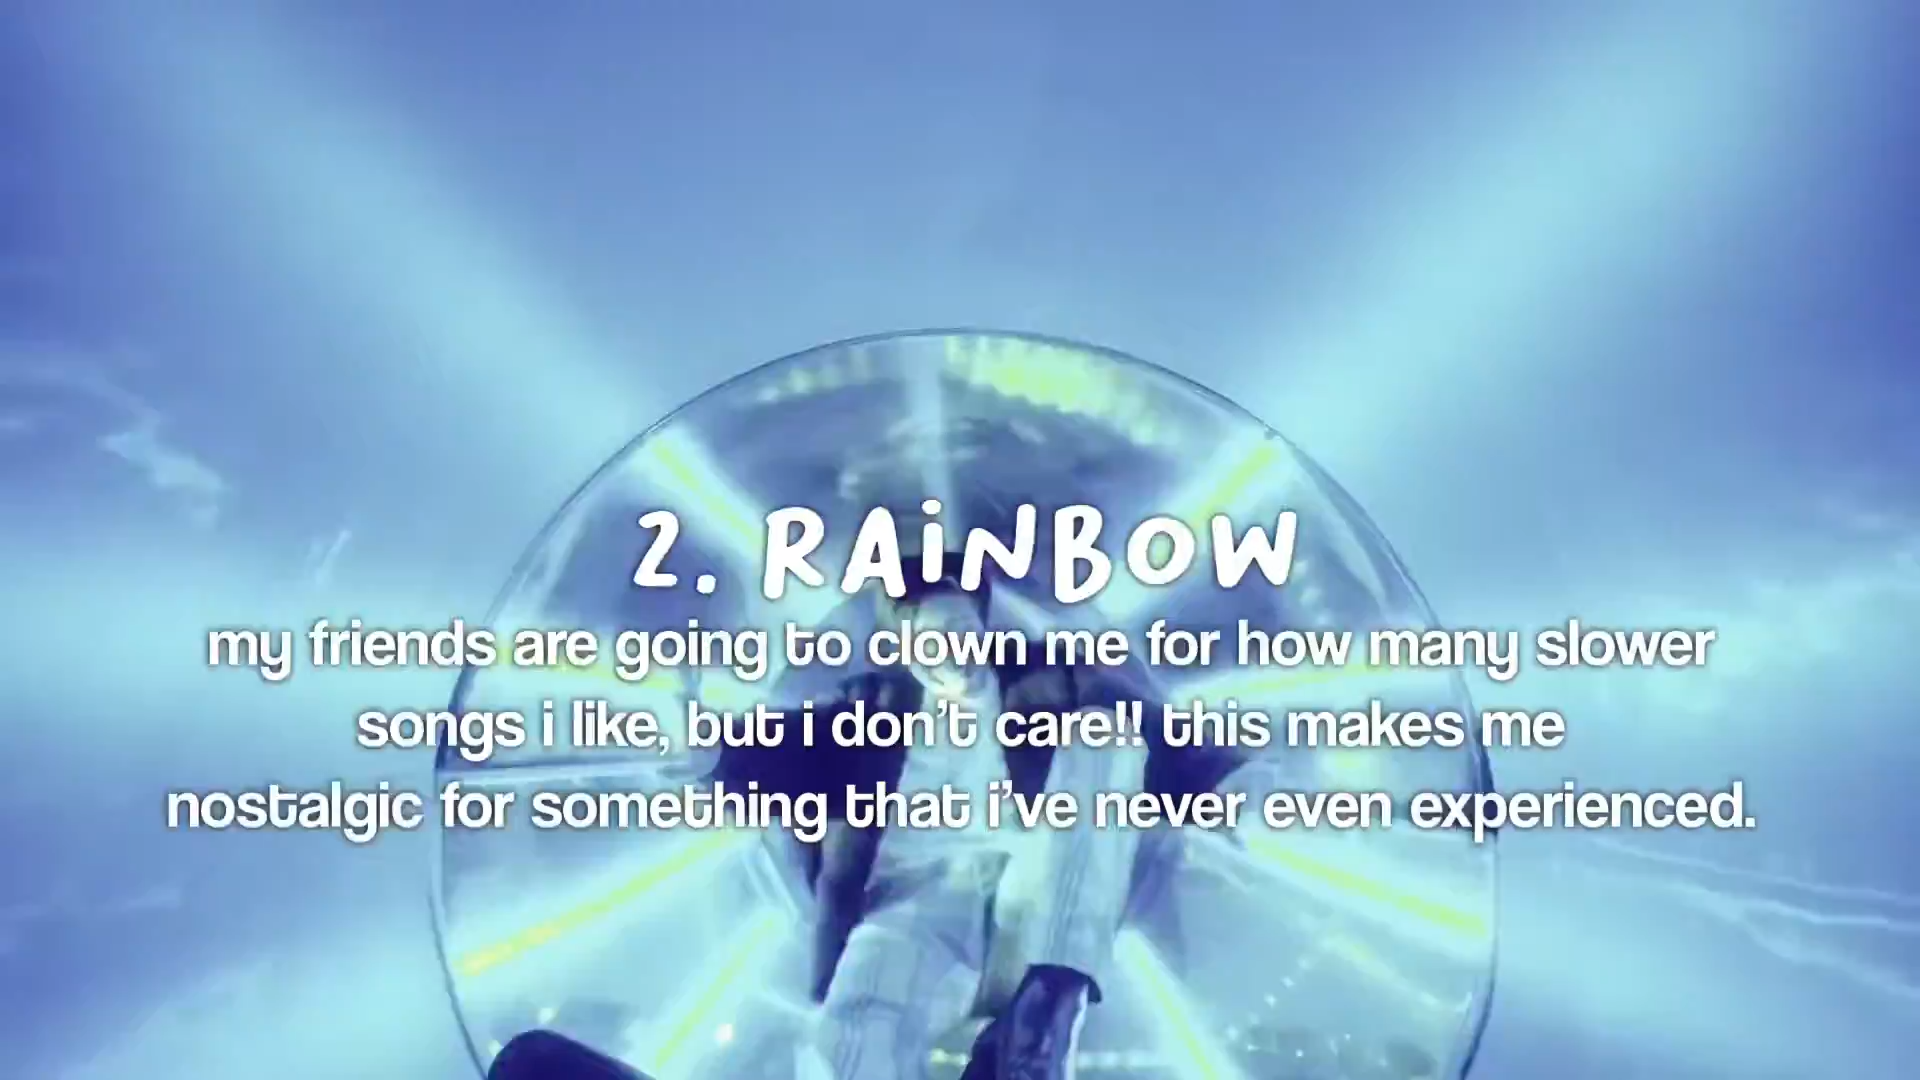 2. RAiNBOW
my friends are going to clown me for how many slower
songs i like, but i don't care!! this makes me
nostalgic for something that i've never even experienced.